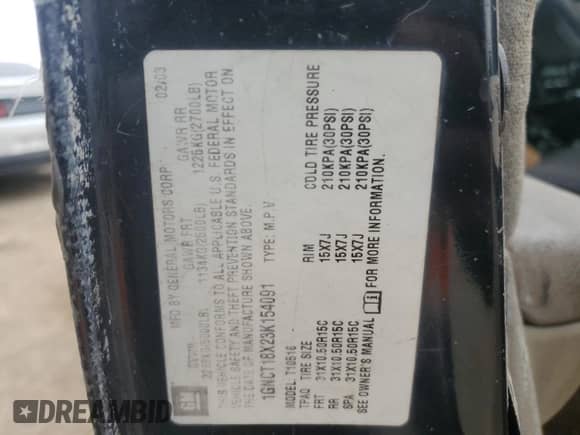 GM
MFD BY GENERAL MOTORS CORP 02/03
GVWR GAWR FRT GAWR RR
1134KG(2500LB) 1225KG(2700LB)
THIS VEHICLE CONFORMS TO ALL APPLICABLE U.S. FEDERAL MOTOR
VEHICLE SAFETY AND THEFT PREVENTION STANDARDS IN EFFECT ON
THE DATE OF MANUFACTURE SHOWN ABOVE.
1GNCT18X23K154091 TYPE: M.P.V
MODEL: T10516
TPAQ TIRE SIZE RIM COLD TIRE PRESSURE
FRT 31X10.50R15C 15X7J 210KPA(30PSI)
RR 31X10.50R15C 15X7J 210KPA(30PSI)
SPA 31X10.50R15C 15X7J 210KPA(30PSI)
SEE OWNER'S MANUAL i FOR MORE INFORMATION.
DREAMBID